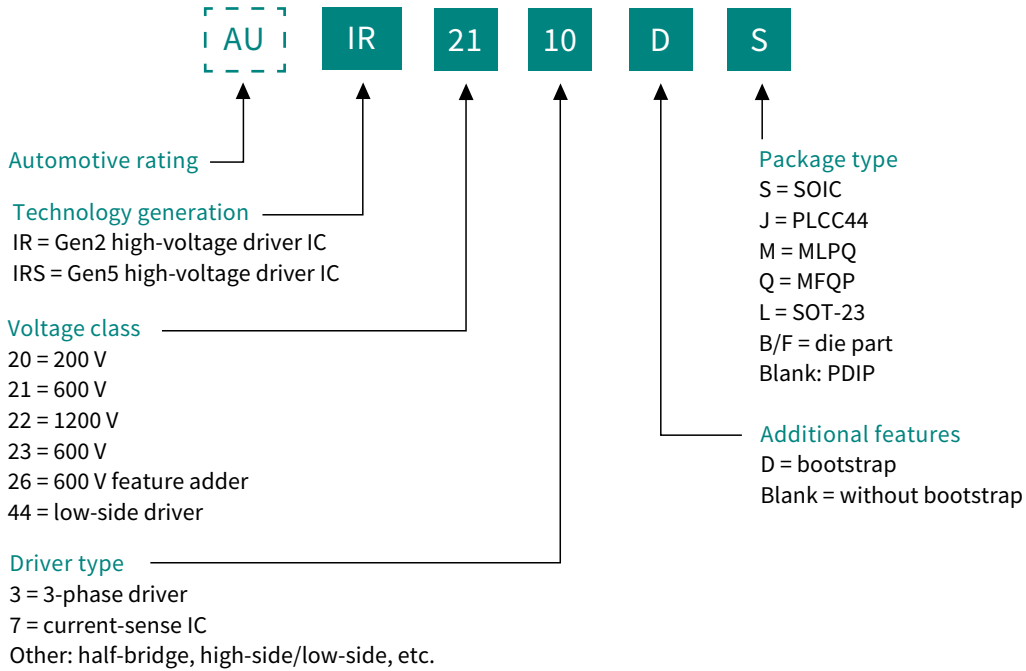 AU IR 21 10 D S
Automotive rating
Technology generation
IR = Gen2 high-voltage driver IC
IRS = Gen5 high-voltage driver IC
Voltage class
20 = 200 V
21 = 600 V
22 = 1200 V
23 = 600 V
26 = 600 V feature adder
44 = low-side driver
Driver type
3 = 3-phase driver
7 = current-sense IC
Other: half-bridge, high-side/low-side, etc.
Package type
S = SOIC
J = PLCC44
M = MLPQ
Q = MFQP
L = SOT-23
B/F = die part
Blank: PDIP
Additional features
D = bootstrap
Blank = without bootstrap